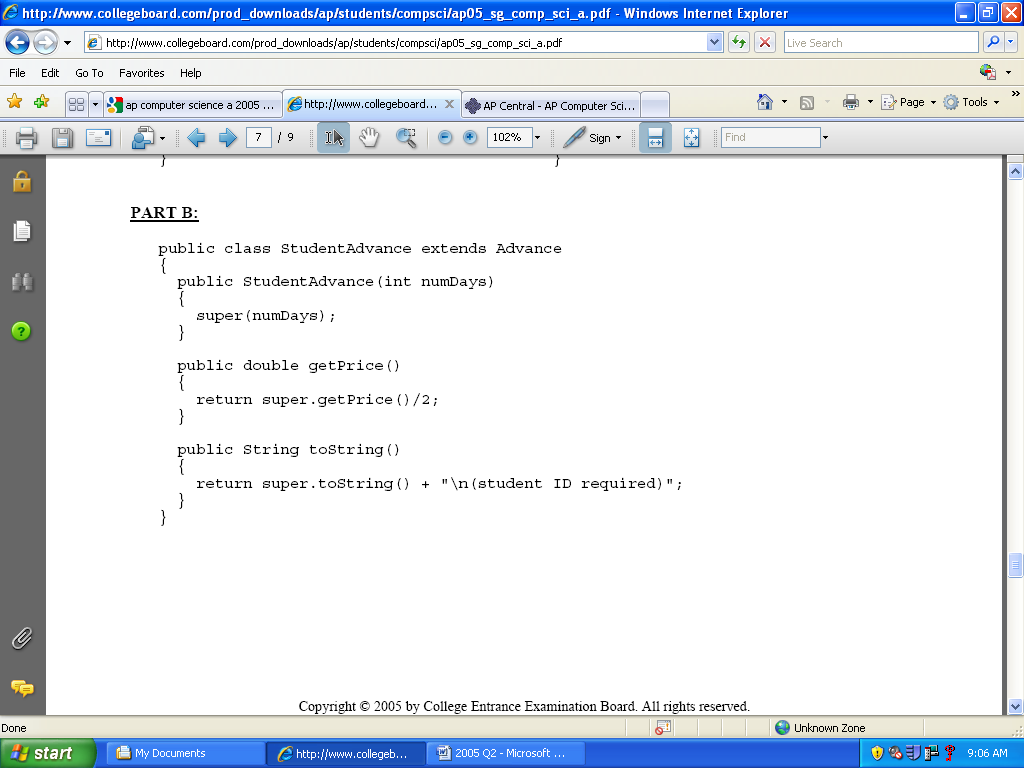 http://www.collegeboard.com/prod_downloads/ap/students/compsci/ap05_sg_comp_sci_a.pdf - Windows Internet Explorer
http://www.collegeboard.com/prod_downloads/ap/students/compsci/ap05_sg_comp_sci_a.pdf Live Search
File Edit Go To Favorites Help
ap computer science a 2005 ... http://www.collegeboard... AP Central - AP Computer Sci... Page Tools »
7 / 9 102% Sign Find
} }
PART B:
public class StudentAdvance extends Advance
{
public StudentAdvance(int numDays)
{
super(numDays);
}
public double getPrice()
{
return super.getPrice()/2;
}
public String toString()
{
return super.toString() + "\n(student ID required)";
}
}
Copyright © 2005 by College Entrance Examination Board. All rights reserved.
Done Unknown Zone
start My Documents http://www.collegeb... 2005 Q2 - Microsoft ... 9:06 AM